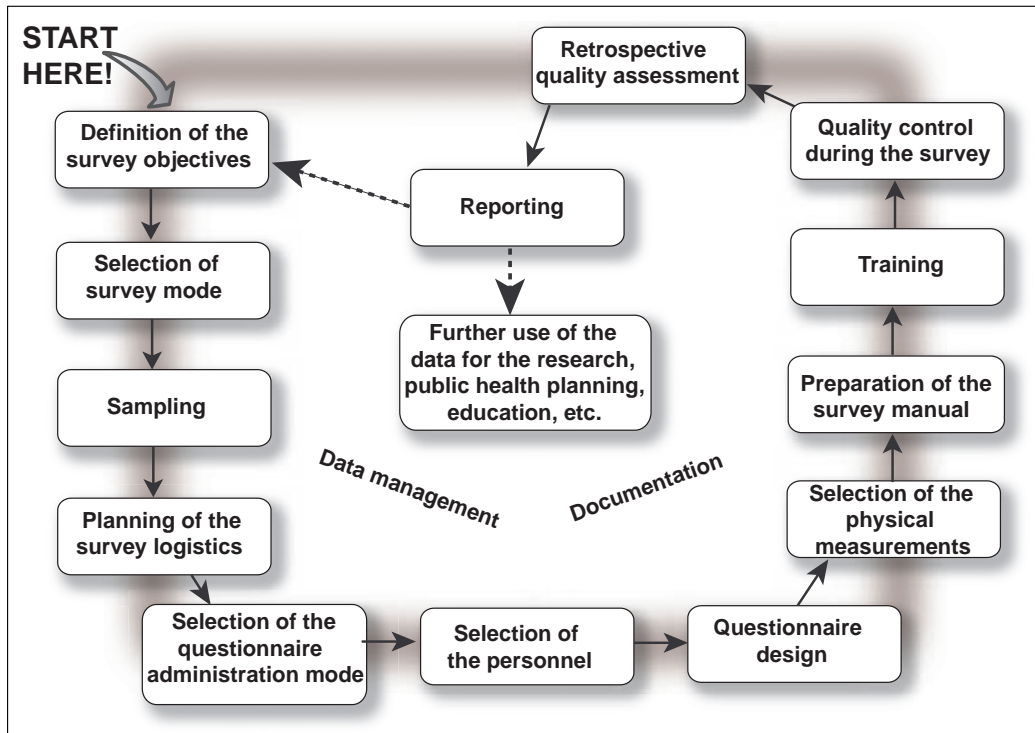 START
HERE!
Definition of the
survey objectives
Selection of
survey mode
Sampling
Planning of the
survey logistics
Selection of the
questionnaire
administration mode
Selection of
the personnel
Questionnaire
design
Selection of the
physical
measurements
Preparation of the
survey manual
Training
Quality control
during the survey
Retrospective
quality assessment
Reporting
Further use of the
data for the research,
public health planning,
education, etc.
Data management
Documentation